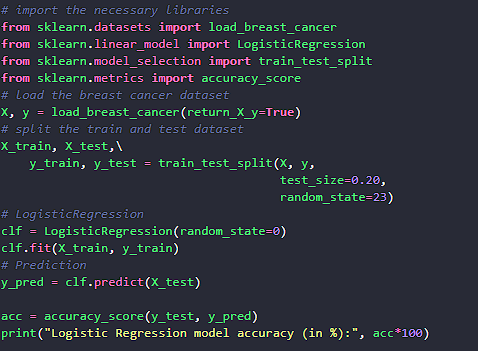 # import the necessary libraries
from sklearn.datasets import load_breast_cancer
from sklearn.linear_model import LogisticRegression
from sklearn.model_selection import train_test_split
from sklearn.metrics import accuracy_score
# load the breast cancer dataset
X, y = load_breast_cancer(return_X_y=True)
# split the train and test dataset
X_train, X_test,\
    y_train, y_test = train_test_split(X, y,
                                       test_size=0.20,
                                       random_state=23)
# LogisticRegression
clf = LogisticRegression(random_state=0)
clf.fit(X_train, y_train)
# Prediction
y_pred = clf.predict(X_test)

acc = accuracy_score(y_test, y_pred)
print("Logistic Regression model accuracy (in %):", acc*100)